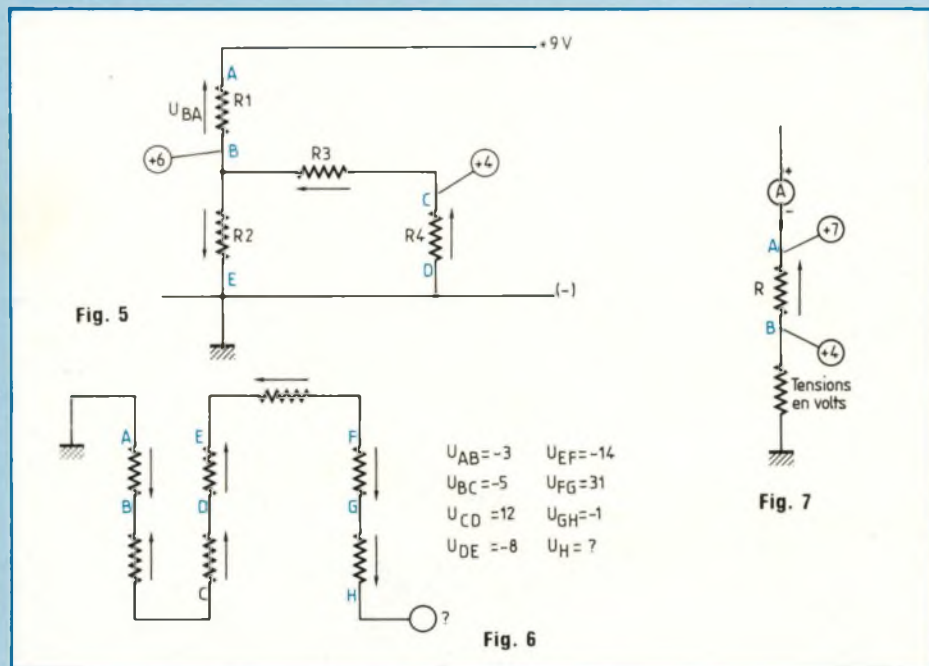 +9V
A
R1
UBA
B
+6
R3
+4
C
R2
R4
E
D
(-)
Fig. 5
A
+
A
-
A
+7
R
B
+4
Tensions
en volts
Fig. 7
A
E
F
B
D
G
C
H
?
UAB=-3 UEF=-14
UBC=-5 UFG=31
UCD=12 UGH=-1
UDE=-8 UH=?
Fig. 6